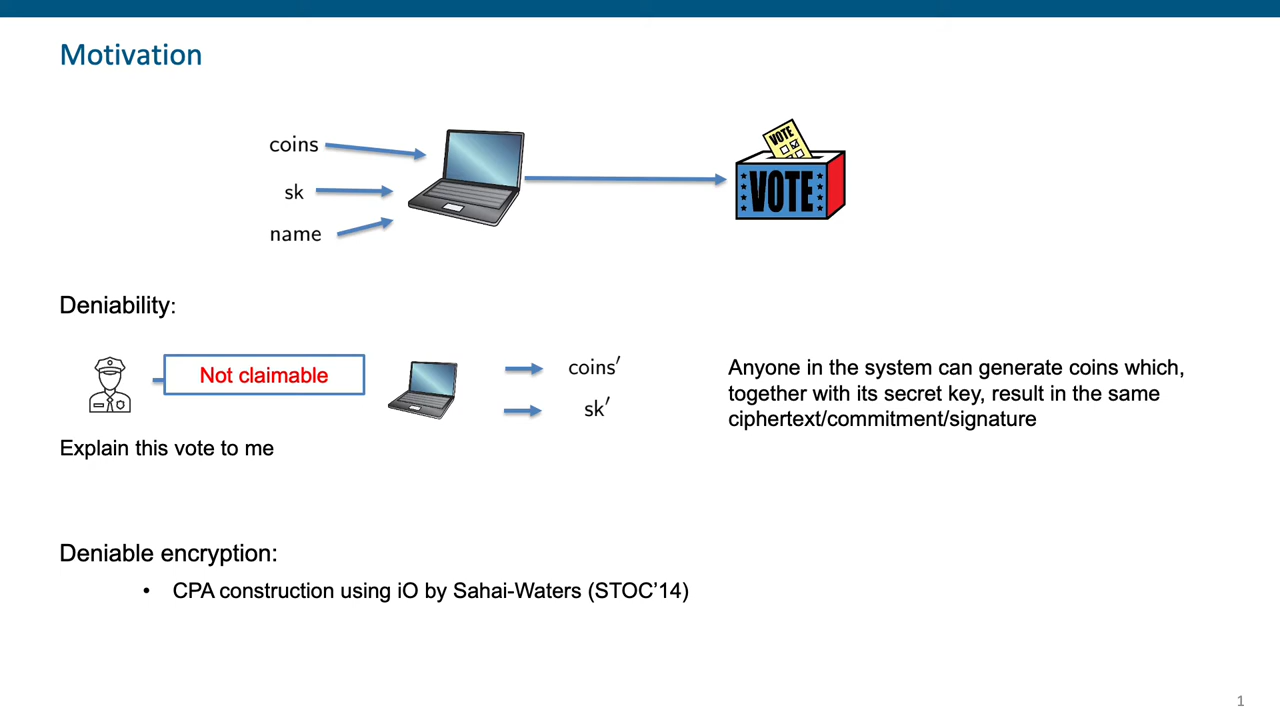 Motivation
coins
sk
name
VOTE
VOTE
Deniability:
Not claimable
coins′
sk′
Anyone in the system can generate coins which,
together with its secret key, result in the same
ciphertext/commitment/signature
Explain this vote to me
Deniable encryption:
• CPA construction using iO by Sahai-Waters (STOC’14)
1